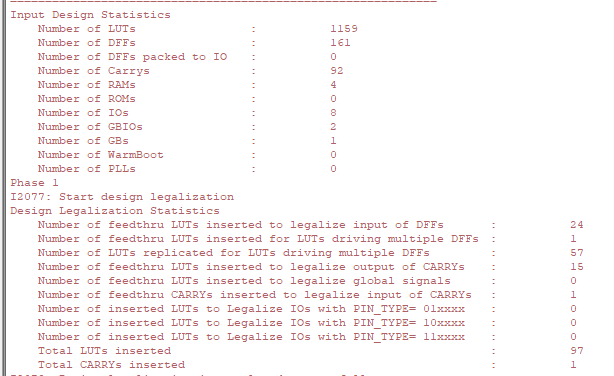 Input Design Statistics
Number of LUTs : 1159
Number of DFFs : 161
Number of DFFs packed to IO : 0
Number of Carrys : 92
Number of RAMs : 4
Number of ROMs : 0
Number of IOs : 8
Number of GBIOs : 2
Number of GBs : 1
Number of WarmBoot : 0
Number of PLLs : 0
Phase 1
I2077: Start design legalization
Design Legalization Statistics
Number of feedthru LUTs inserted to legalize input of DFFs : 24
Number of feedthru LUTs inserted for LUTs driving multiple DFFs : 1
Number of LUTs replicated for LUTs driving multiple DFFs : 57
Number of feedthru LUTs inserted to legalize output of CARRYs : 15
Number of feedthru LUTs inserted to legalize global signals : 0
Number of feedthru CARRYs inserted to legalize input of CARRYs : 1
Number of inserted LUTs to Legalize IOs with PIN_TYPE= 01xxxx : 0
Number of inserted LUTs to Legalize IOs with PIN_TYPE= 10xxxx : 0
Number of inserted LUTs to Legalize IOs with PIN_TYPE= 11xxxx : 0
Total LUTs inserted : 97
Total CARRYs inserted : 1